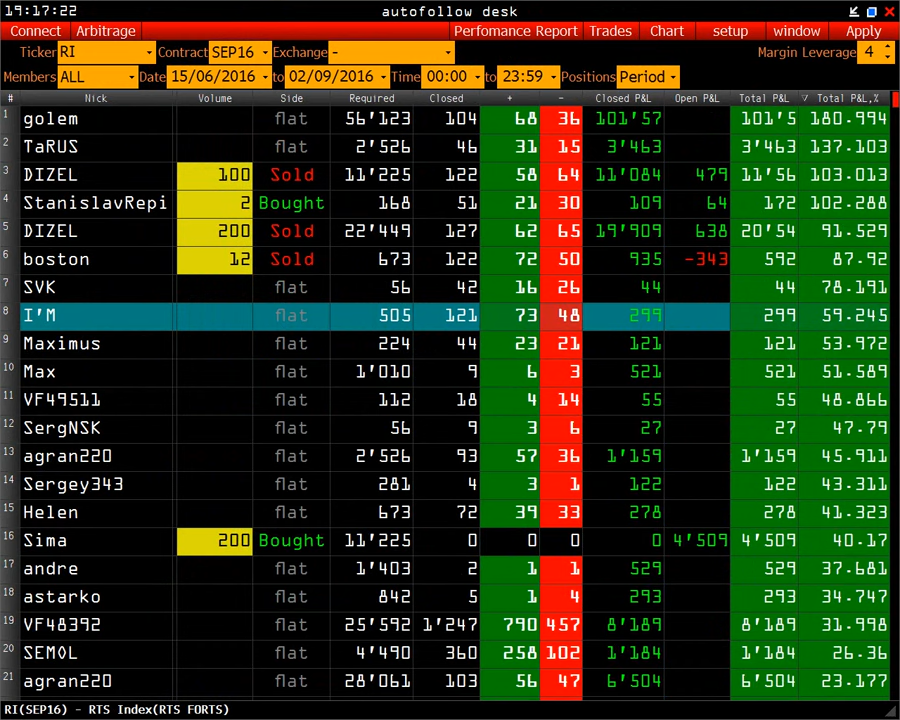 19:17:22 autofollow desk
Connect Arbitrage Perfomance Report Trades Chart setup window Apply
Ticker RI Contract SEP16 Exchange - Margin Leverage 4
Members ALL Date 15/06/2016 to 02/09/2016 Time 00:00 to 23:59 Positions Period
# Nick Volume Side Required Closed + - Closed P&L Open P&L Total P&L Total P&L,%
1 golem flat 56'123 104 68 36 101'57 101'5 180.994
2 TaRUS flat 2'526 46 31 15 3'463 3'463 137.103
3 DIZEL 100 Sold 11'225 122 58 64 11'084 479 11'56 103.013
4 StanislavRepi 2 Bought 168 51 21 30 109 64 172 102.288
5 DIZEL 200 Sold 22'449 127 62 65 19'909 638 20'54 91.529
6 boston 12 Sold 673 122 72 50 935 -343 592 87.92
7 SVK flat 56 42 16 26 44 44 78.191
8 I'M flat 505 121 73 48 299 299 59.245
9 Maximus flat 224 44 23 21 121 121 53.972
10 Max flat 1'010 9 6 3 521 521 51.589
11 VF49511 flat 112 18 4 14 55 55 48.866
12 SergNSK flat 56 9 3 6 27 27 47.79
13 agran220 flat 2'526 93 57 36 1'159 1'159 45.911
14 Sergey343 flat 281 4 3 1 122 122 43.311
15 Helen flat 673 72 39 33 278 278 41.323
16 Sima 200 Bought 11'225 0 0 0 0 4'509 4'509 40.17
17 andre flat 1'403 2 1 1 529 529 37.681
18 astarko flat 842 5 1 4 293 293 34.747
19 VF48392 flat 25'592 1'247 790 457 8'189 8'189 31.998
20 SEMOL flat 4'490 360 258 102 1'184 1'184 26.36
21 agran220 flat 28'061 103 56 47 6'504 6'504 23.177
RI(SEP16) - RTS Index(RTS FORTS)